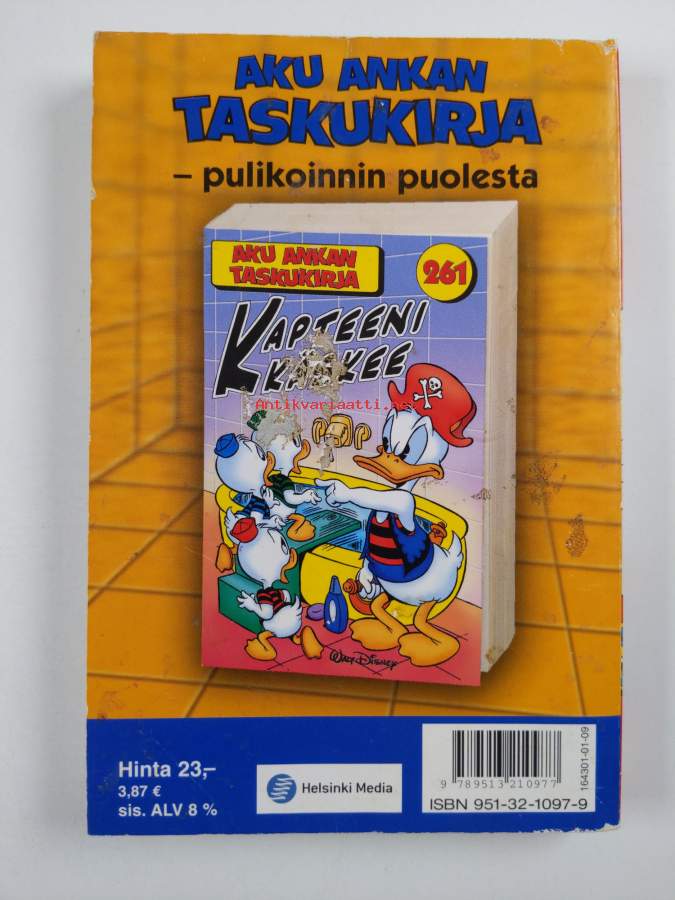 AKU ANKAN
TASKUKIRJA
– pulikoinnin puolesta
AKU ANKAN
TASKUKIRJA
261
KAPTEENI
KÄSKEE
Antikvariaatti.net
WALT DISNEY
Hinta 23,–
3,87 €
sis. ALV 8 %
Helsinki Media
9 789513 210977
ISBN 951-32-1097-9
164301-01-09